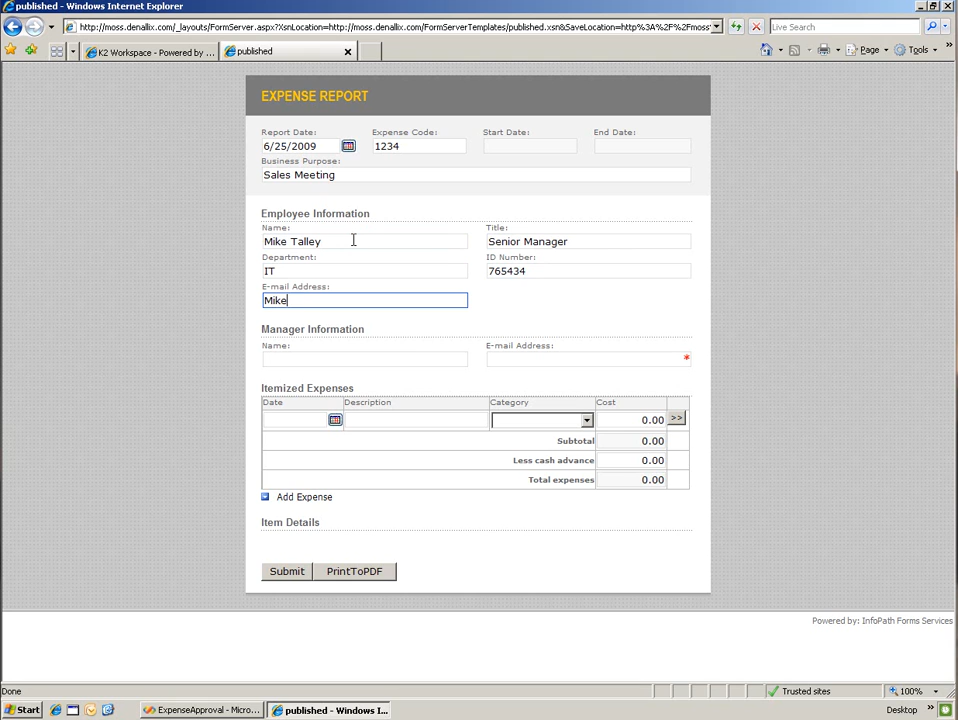 published - Windows Internet Explorer
http://moss.denallix.com/_layouts/FormServer.aspx?XsnLocation=http://moss.denallix.com/FormServerTemplates/published.xsn&SaveLocation=http%3A%2F%2Fmoss
Live Search
K2 Workspace - Powered by ...
published
Page
Tools
»
EXPENSE REPORT
Report Date: Expense Code: Start Date: End Date:
6/25/2009 1234
Business Purpose:
Sales Meeting
Employee Information
Name: Title:
Mike Talley Senior Manager
Department: ID Number:
IT 765434
E-mail Address:
Mike
Manager Information
Name: E-mail Address:
*
Itemized Expenses
Date Description Category Cost
0.00 >>
Subtotal 0.00
Less cash advance 0.00
Total expenses 0.00
Add Expense
Item Details
Submit PrintToPDF
Powered by: InfoPath Forms Services
Done Trusted sites 100%
Start ExpenseApproval - Micro... published - Windows I... Desktop »